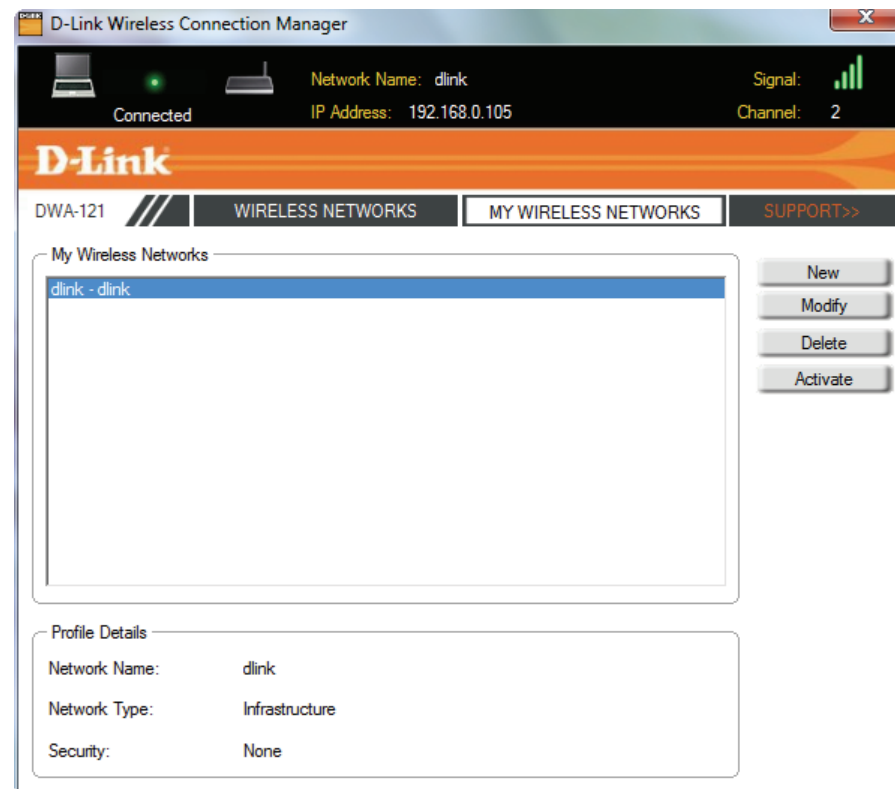 D-Link Wireless Connection Manager
Network Name: dlink
Signal:
Connected
IP Address: 192.168.0.105
Channel: 2
D-Link
DWA-121
WIRELESS NETWORKS
MY WIRELESS NETWORKS
SUPPORT>>
My Wireless Networks
dlink - dlink
New
Modify
Delete
Activate
Profile Details
Network Name: dlink
Network Type: Infrastructure
Security: None